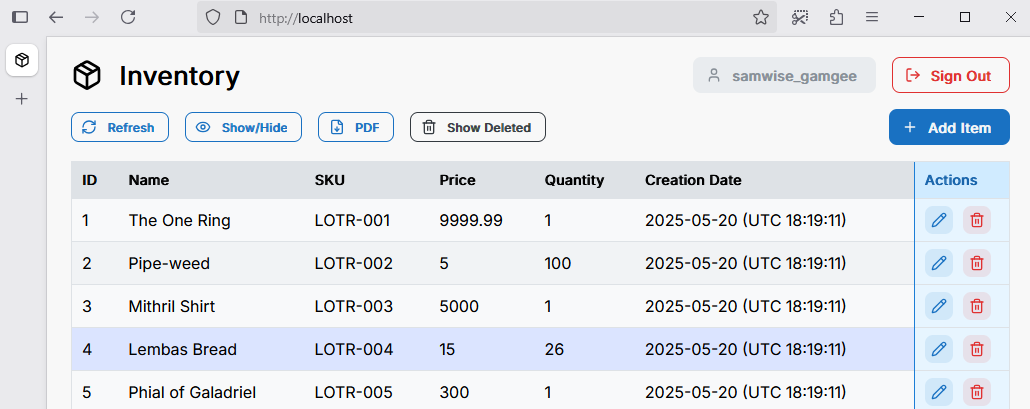 http://localhost
Inventory
samwise_gamgee
Sign Out
Refresh Show/Hide PDF Show Deleted
Add Item
ID Name SKU Price Quantity Creation Date Actions
1 The One Ring LOTR-001 9999.99 1 2025-05-20 (UTC 18:19:11)
2 Pipe-weed LOTR-002 5 100 2025-05-20 (UTC 18:19:11)
3 Mithril Shirt LOTR-003 5000 1 2025-05-20 (UTC 18:19:11)
4 Lembas Bread LOTR-004 15 26 2025-05-20 (UTC 18:19:11)
5 Phial of Galadriel LOTR-005 300 1 2025-05-20 (UTC 18:19:11)